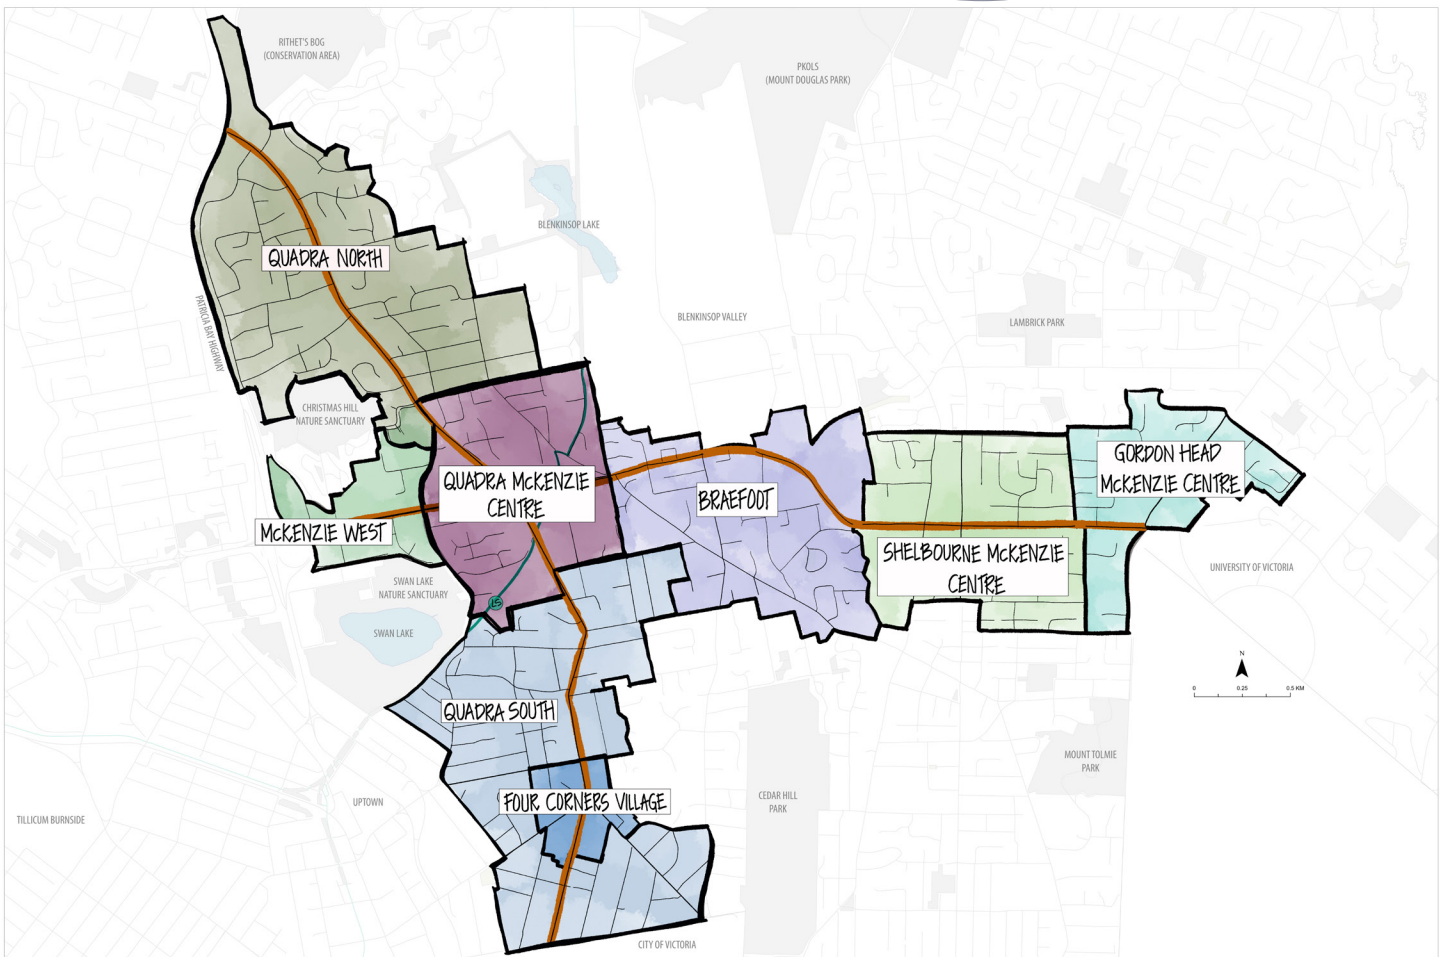 RITHET'S BOG
(CONSERVATION AREA)
PKOLS
(MOUNT DOUGLAS PARK)
BLENKINSOP LAKE
QUADRA NORTH
PATRICIA BAY HIGHWAY
BLENKINSOP VALLEY
LAMBRICK PARK
CHRISTMAS HILL
NATURE SANCTUARY
GORDON HEAD
McKENZIE CENTRE
QUADRA McKENZIE
CENTRE
BRAEFOOT
McKENZIE WEST
SHELBOURNE McKENZIE
CENTRE
UNIVERSITY OF VICTORIA
SWAN LAKE
NATURE SANCTUARY
SWAN LAKE
N
0 0.25 0.5 KM
QUADRA SOUTH
MOUNT TOLMIE
PARK
UPTOWN
FOUR CORNERS VILLAGE
CEDAR HILL
PARK
TILLICUM BURNSIDE
CITY OF VICTORIA